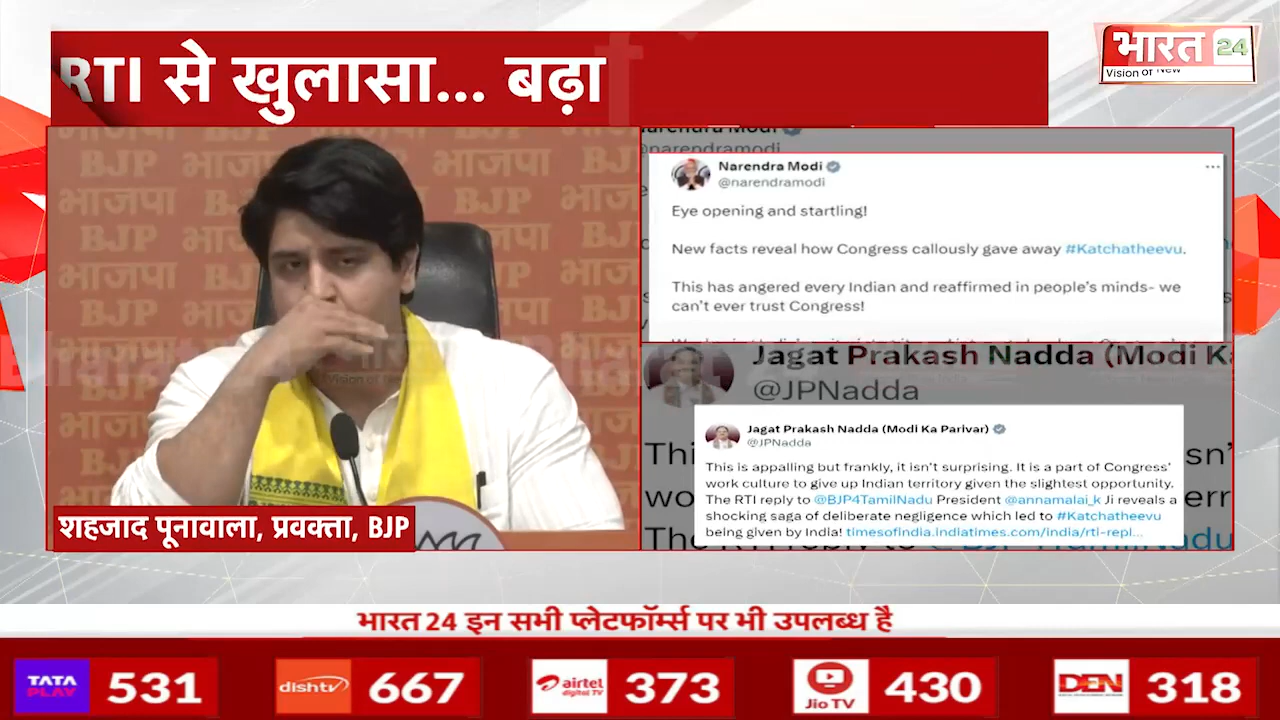 RTI से खुलासा... बढ़ा
भारत 24
Vision of New
भाजपा BJP भाजपा
BJP भाजपा BJP
Narendra Modi
@narendramodi
Eye opening and startling!
New facts reveal how Congress callously gave away #Katchatheevu.
This has angered every Indian and reaffirmed in people's minds- we
can't ever trust Congress!
Jagat Prakash Nadda (Modi Ka
@JPNadda
Jagat Prakash Nadda (Modi Ka Parivar)
@JPNadda
This is appalling but frankly, it isn't surprising. It is a part of Congress'
work culture to give up Indian territory given the slightest opportunity.
The RTI reply to @BJP4TamilNadu President @annamalai_k Ji reveals a
shocking saga of deliberate negligence which led to #Katchatheevu
being given by India! timesofindia.indiatimes.com/india/rti-repl...
शहजाद पूनावाला, प्रवक्ता, BJP
भारत 24 इन सभी प्लेटफॉर्म्स पर भी उपलब्ध है
TATA PLAY 531
dishtv 667
airtel digital TV 373
JioTV 430
DEN 318